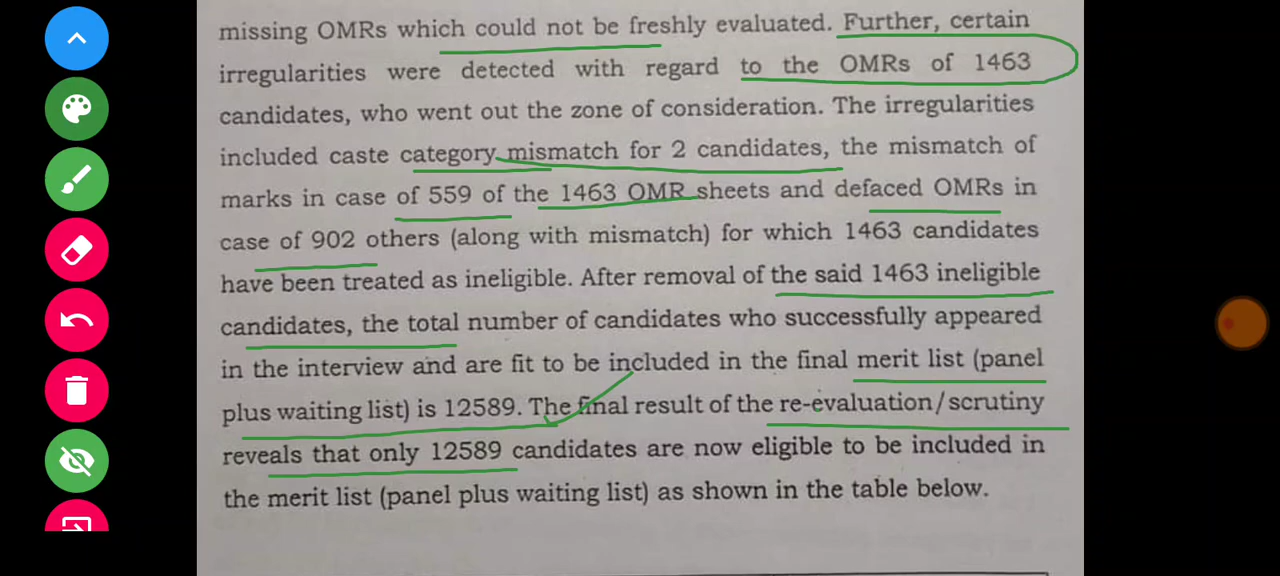 missing OMRs which could not be freshly evaluated. Further, certain
irregularities were detected with regard to the OMRs of 1463
candidates, who went out the zone of consideration. The irregularities
included caste category mismatch for 2 candidates, the mismatch of
marks in case of 559 of the 1463 OMR sheets and defaced OMRs in
case of 902 others (along with mismatch) for which 1463 candidates
have been treated as ineligible. After removal of the said 1463 ineligible
candidates, the total number of candidates who successfully appeared
in the interview and are fit to be included in the final merit list (panel
plus waiting list) is 12589. The final result of the re-evaluation/scrutiny
reveals that only 12589 candidates are now eligible to be included in
the merit list (panel plus waiting list) as shown in the table below.